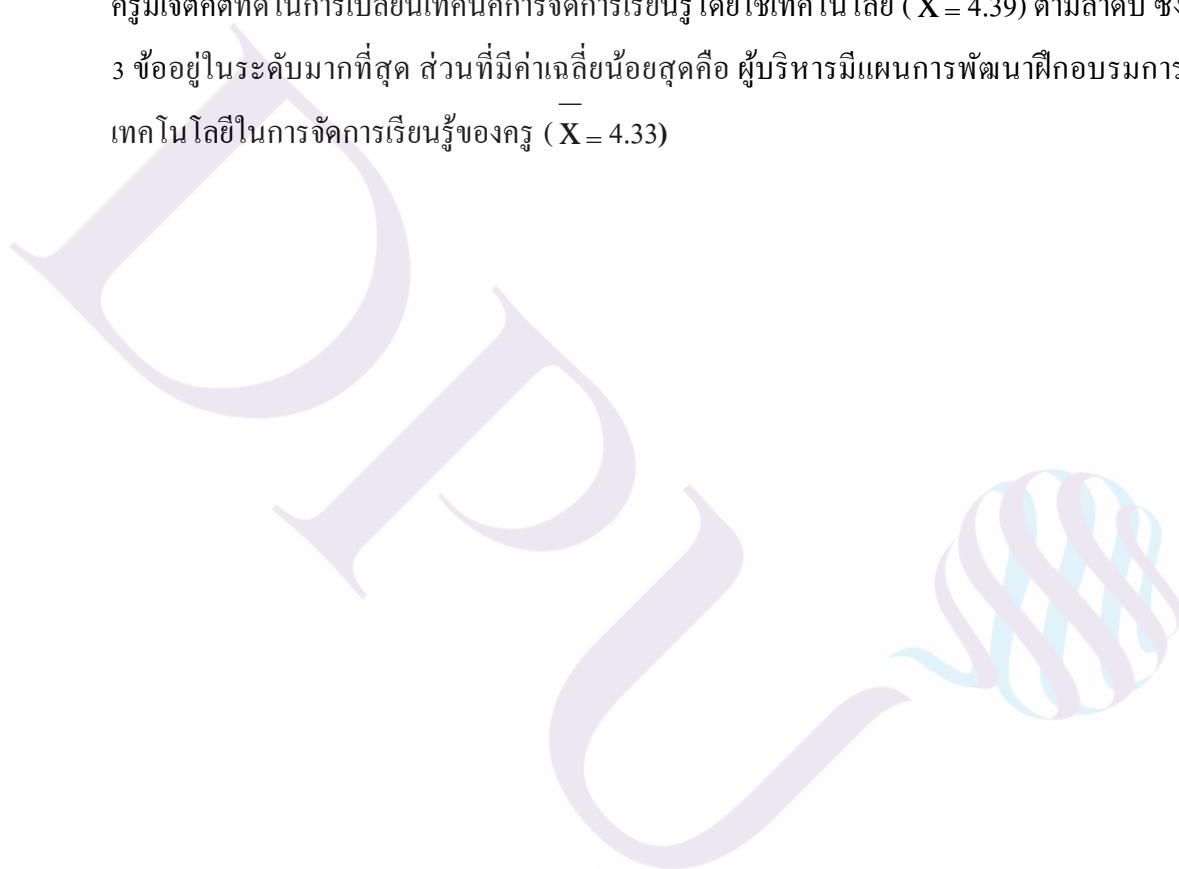 ครูมีเจตคติที่ดีในการเปลี่ยนเทคนิคการจัดการเรียนรู้โดยใช้เทคโนโลยี ( X̅ = 4.39) ตามลำดับ ซึ่ง
3 ข้ออยู่ในระดับมากที่สุด ส่วนที่มีค่าเฉลี่ยน้อยสุดคือ ผู้บริหารมีแผนการพัฒนาฝึกอบรมการ
เทคโนโลยีในการจัดการเรียนรู้ของครู ( X̅ = 4.33)
DPU